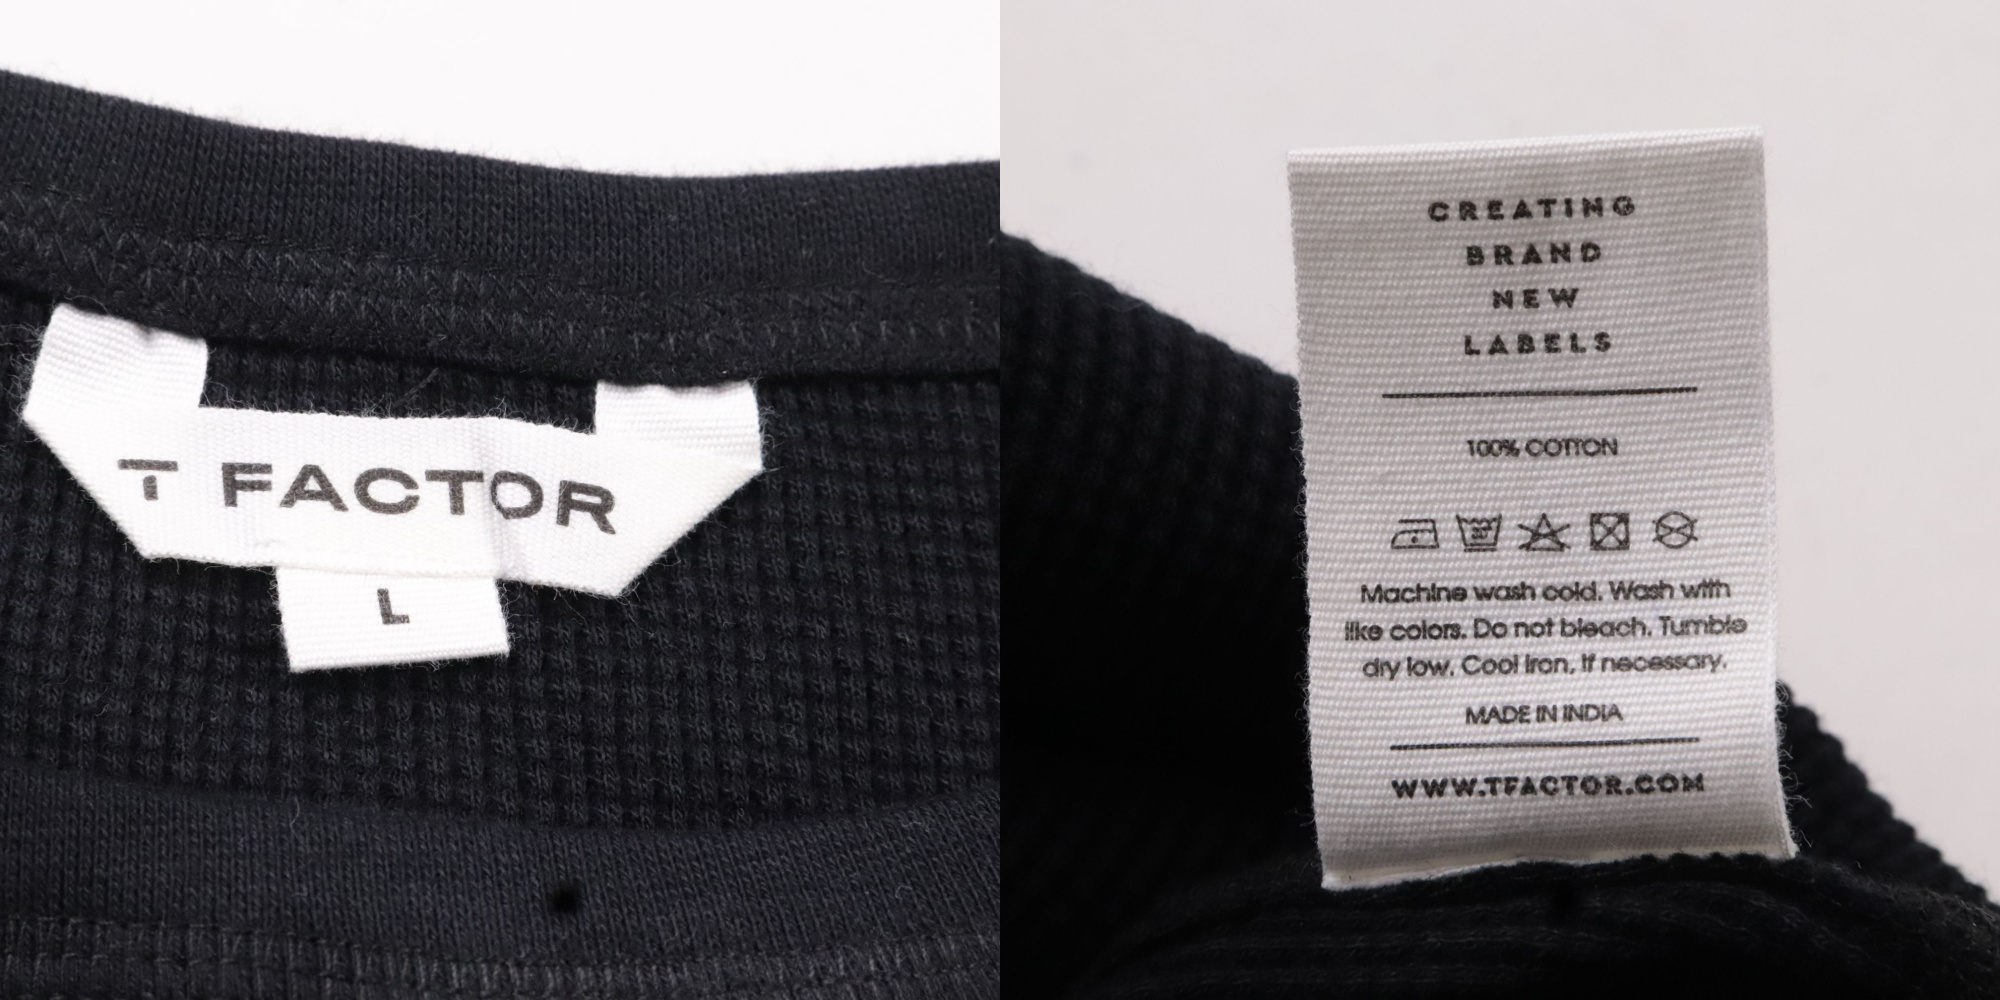 T FACTOR
L
CREATING
BRAND
NEW
LABELS
100% COTTON
Machine wash cold. Wash with
like colors. Do not bleach. Tumble
dry low. Cool iron, if necessary.
MADE IN INDIA
WWW.TFACTOR.COM